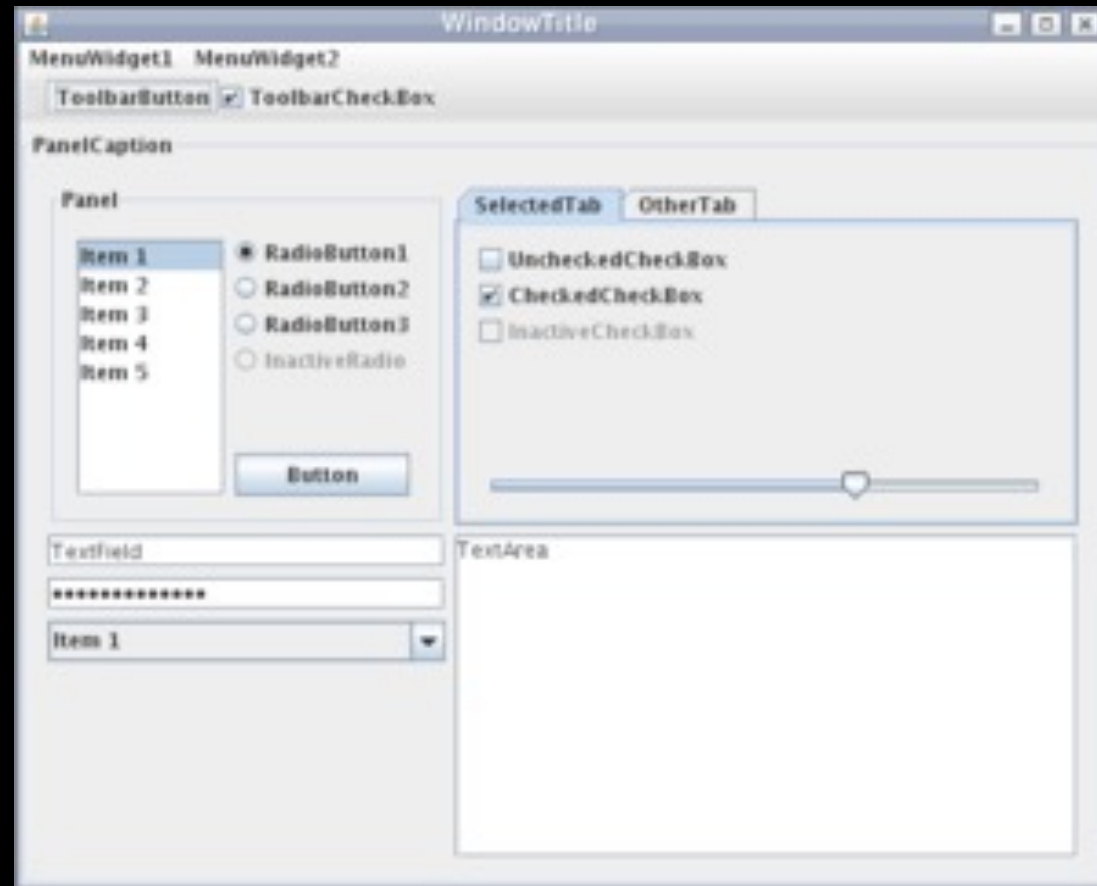 WindowTitle
MenuWidget1 MenuWidget2
ToolbarButton ToolbarCheckBox
PanelCaption
Panel
Item 1
Item 2
Item 3
Item 4
Item 5
RadioButton1
RadioButton2
RadioButton3
InactiveRadio
Button
SelectedTab OtherTab
UncheckedCheckBox
CheckedCheckBox
InactiveCheckBox
TextField
•••••••••••••
Item 1
TextArea